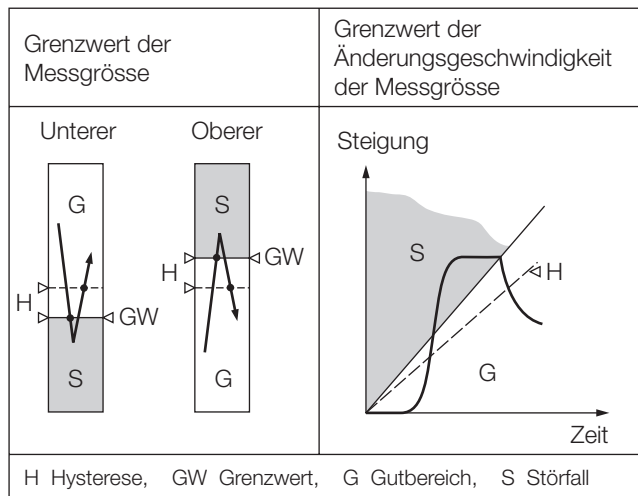 Grenzwert der
Messgrösse
Grenzwert der
Änderungsgeschwindigkeit
der Messgrösse
Unterer
Oberer
G
H
GW
S
S
GW
H
G
Steigung
S
H
G
Zeit
H Hysterese, GW Grenzwert, G Gutbereich, S Störfall